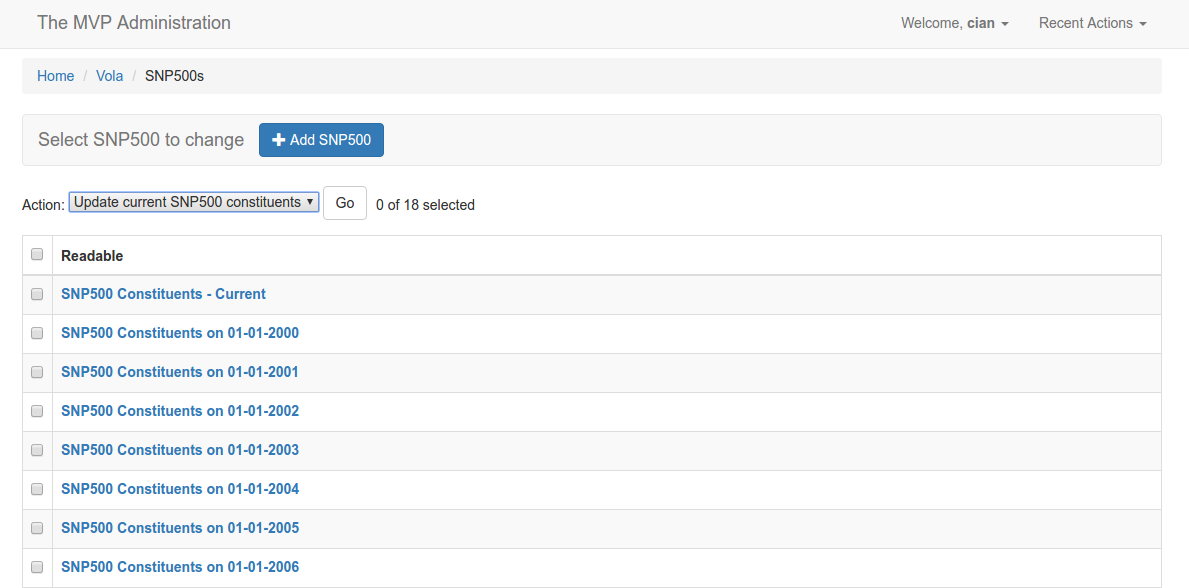 The MVP Administration
Welcome, cian
Recent Actions
Home / Vola / SNP500s
Select SNP500 to change
Add SNP500
Action: Update current SNP500 constituents Go 0 of 18 selected
Readable
SNP500 Constituents - Current
SNP500 Constituents on 01-01-2000
SNP500 Constituents on 01-01-2001
SNP500 Constituents on 01-01-2002
SNP500 Constituents on 01-01-2003
SNP500 Constituents on 01-01-2004
SNP500 Constituents on 01-01-2005
SNP500 Constituents on 01-01-2006